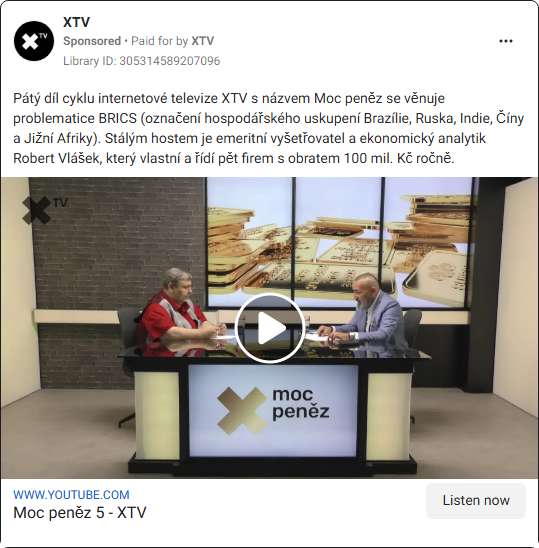 XTV
Sponsored • Paid for by XTV
Library ID: 305314589207096
Pátý díl cyklu internetové televize XTV s názvem Moc peněz se věnuje
problematice BRICS (označení hospodářského uskupení Brazílie, Ruska, Indie, Číny
a Jižní Afriky). Stálým hostem je emeritní vyšetřovatel a ekonomický analytik
Robert Vlášek, který vlastní a řídí pět firem s obratem 100 mil. Kč ročně.
XTV
moc
peněz
WWW.YOUTUBE.COM
Moc peněz 5 - XTV
Listen now